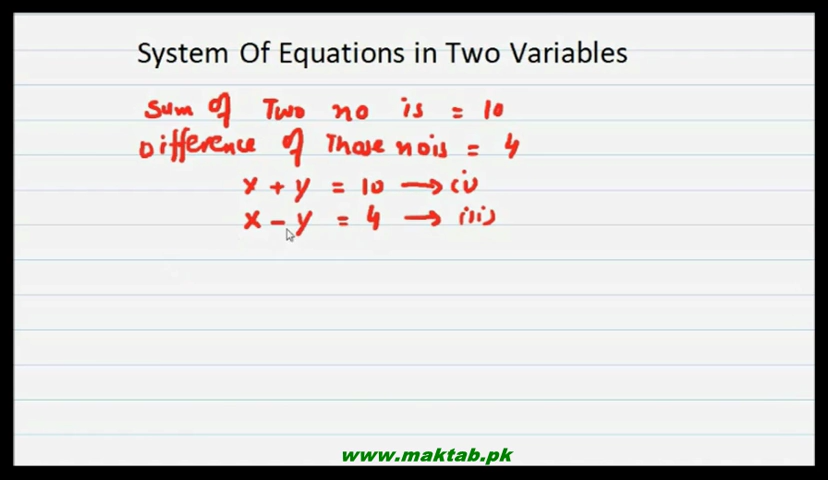 System Of Equations in Two Variables
Sum of Two no is = 10
Difference of Those no is = 4
x + y = 10 → (i)
x - y = 4 → (ii)
www.maktab.pk